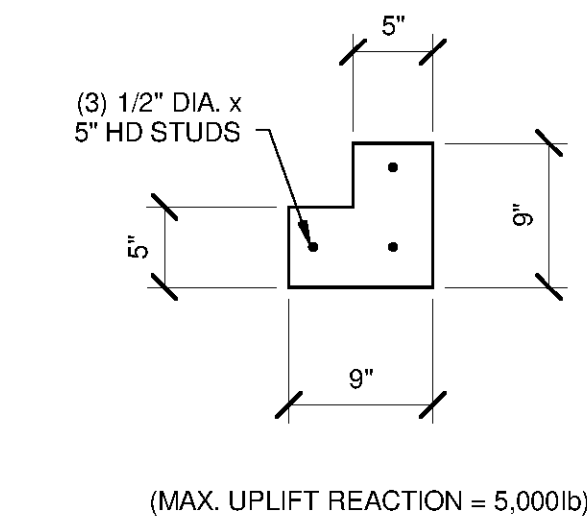 5"
(3) 1/2" DIA. x
5" HD STUDS
5"
9"
9"
(MAX. UPLIFT REACTION = 5,000lb)